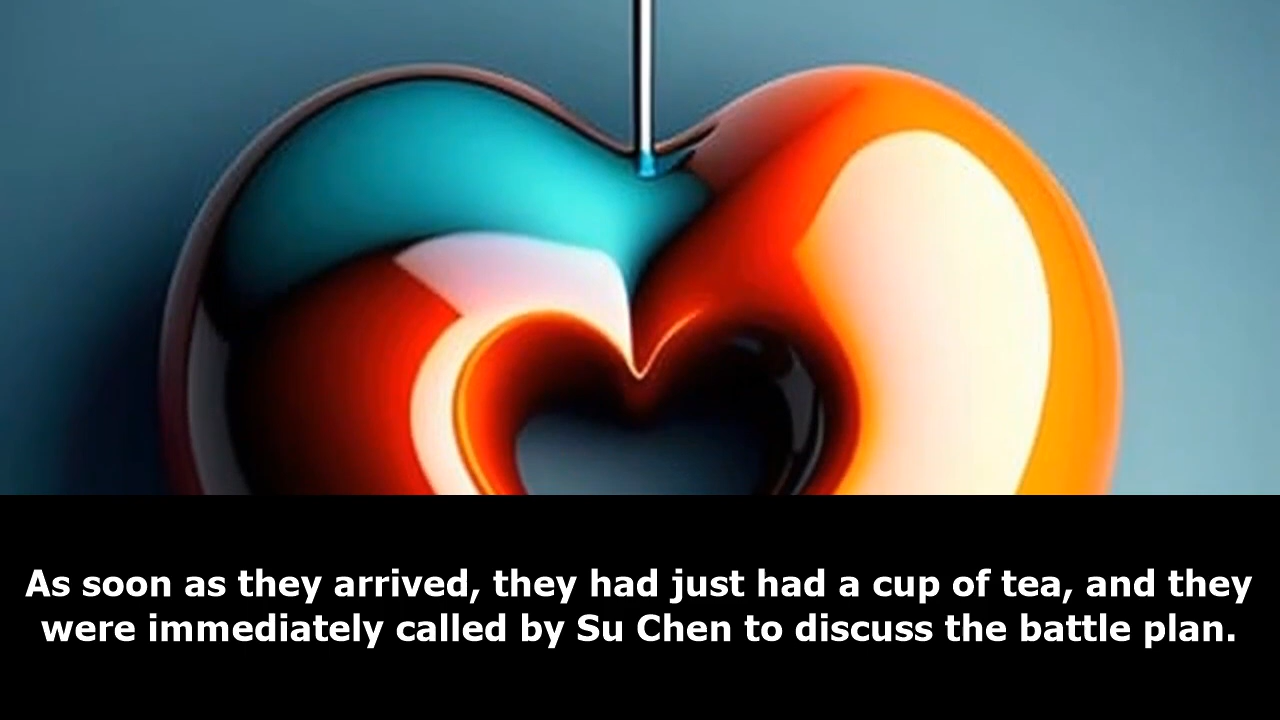 As soon as they arrived, they had just had a cup of tea, and they
were immediately called by Su Chen to discuss the battle plan.